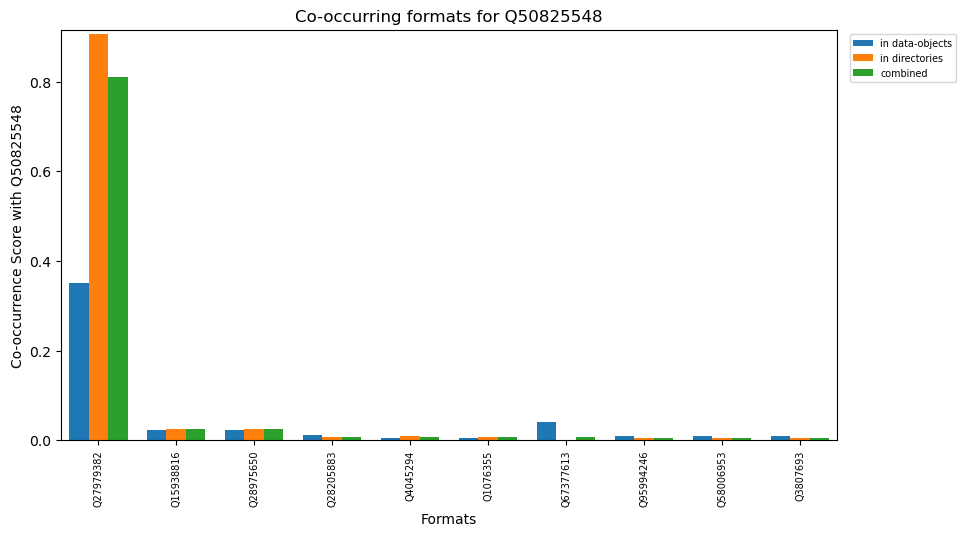 Co-occurring formats for Q50825548
in data-objects
in directories
combined
Co-occurrence Score with Q50825548
0.8
0.6
0.4
0.2
0.0
Q27979382
Q15938816
Q28975650
Q28205883
Q4045294
Q1076355
Q67377613
Q95994246
Q58006953
Q3807693
Formats